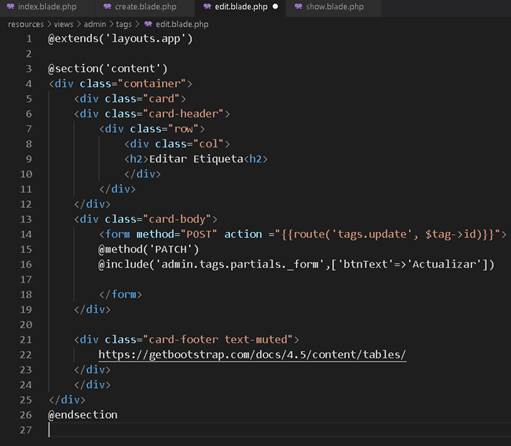 index.blade.php create.blade.php edit.blade.php show.blade.php
resources > views > admin > tags > edit.blade.php
1 @extends('layouts.app')
2
3 @section('content')
4 <div class="container">
5 <div class="card">
6 <div class="card-header">
7 <div class="row">
8 <div class="col">
9 <h2>Editar Etiqueta<h2>
10 </div>
11 </div>
12 </div>
13 <div class="card-body">
14 <form method="POST" action ="{{route('tags.update', $tag->id)}}">
15 @method('PATCH')
16 @include('admin.tags.partials._form',['btnText'=>'Actualizar'])
17
18 </form>
19 </div>
20
21 <div class="card-footer text-muted">
22 https://getbootstrap.com/docs/4.5/content/tables/
23 </div>
24 </div>
25 </div>
26 @endsection
27